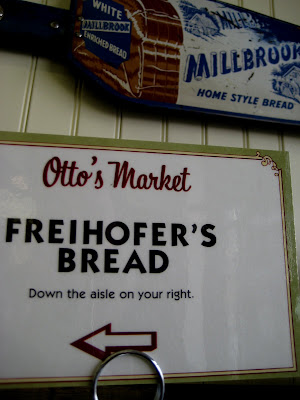 WHITE
MILLBROOK
ENRICHED BREAD
MILLBROOK
HOME STYLE BREAD
Otto's Market
FREIHOFER'S
BREAD
Down the aisle on your right.